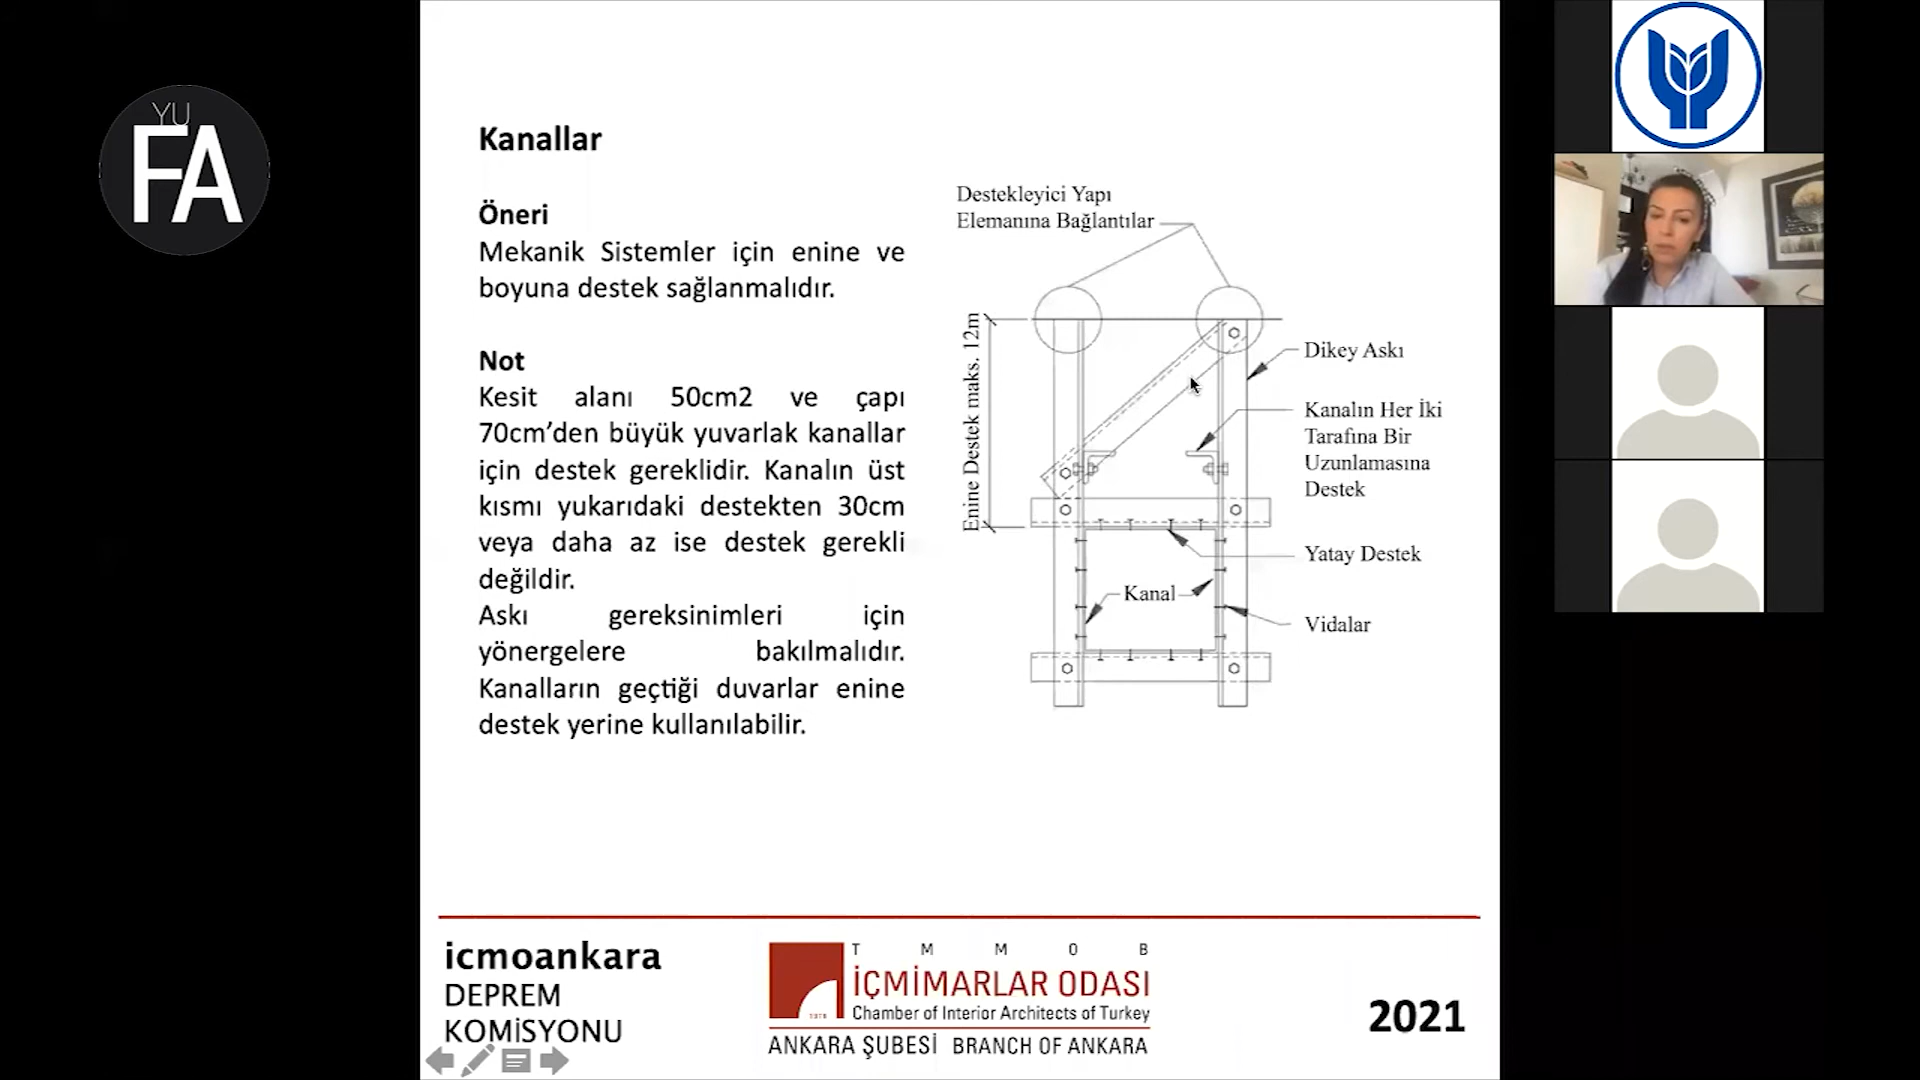 YU
FA
Kanallar
Öneri
Mekanik Sistemler için enine ve
boyuna destek sağlanmalıdır.
Not
Kesit alanı 50cm2 ve çapı
70cm’den büyük yuvarlak kanallar
için destek gereklidir. Kanalın üst
kısmı yukarıdaki destekten 30cm
veya daha az ise destek gerekli
değildir.
Askı gereksinimleri için
yönergelere bakılmalıdır.
Kanalların geçtiği duvarlar enine
destek yerine kullanılabilir.
Destekleyici Yapı
Elemanına Bağlantılar
Enine Destek maks. 12m
Dikey Askı
Kanalın Her İki
Tarafına Bir
Uzunlamasına
Destek
Yatay Destek
Kanal
Vidalar
icmoankara
DEPREM
KOMİSYONU
T M M O B
İÇMİMARLAR ODASI
Chamber of Interior Architects of Turkey
ANKARA ŞUBESİ BRANCH OF ANKARA
2021